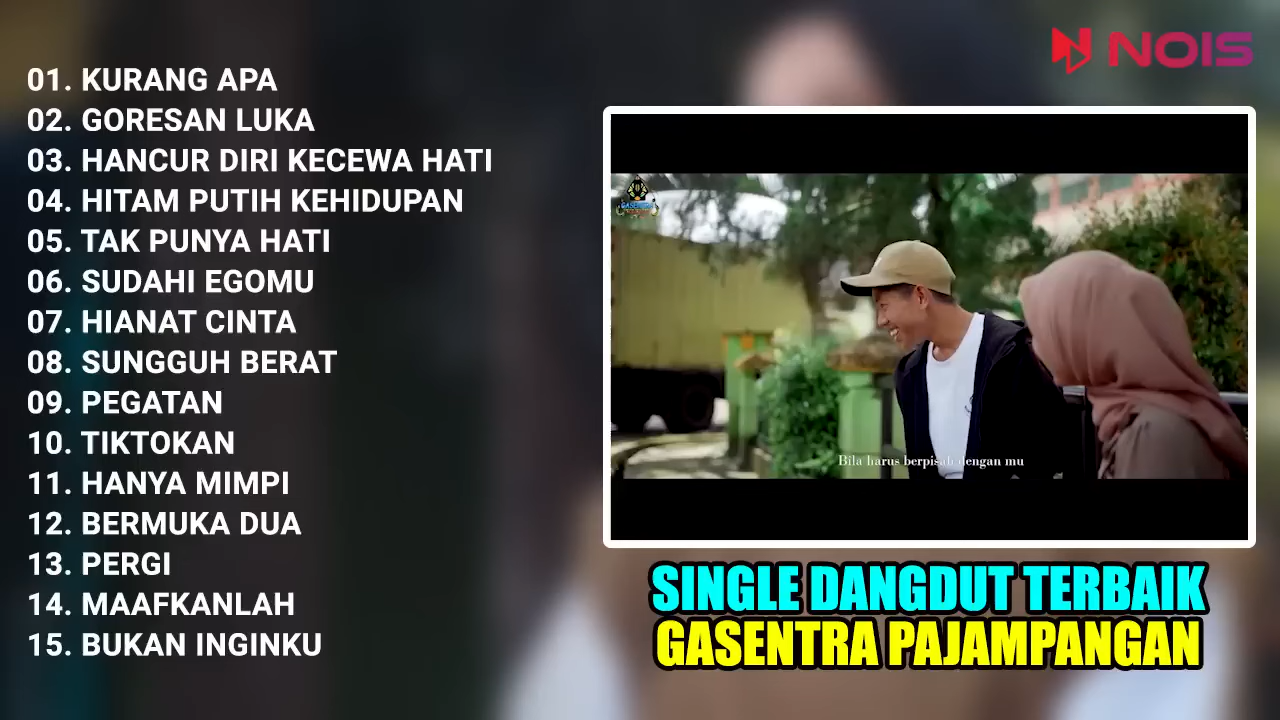 01. KURANG APA
02. GORESAN LUKA
03. HANCUR DIRI KECEWA HATI
04. HITAM PUTIH KEHIDUPAN
05. TAK PUNYA HATI
06. SUDAHI EGOMU
07. HIANAT CINTA
08. SUNGGUH BERAT
09. PEGATAN
10. TIKTOKAN
11. HANYA MIMPI
12. BERMUKA DUA
13. PERGI
14. MAAFKANLAH
15. BUKAN INGINKU
NOIS
GASENTRA
Bila harus berpisah dengan mu
SINGLE DANGDUT TERBAIK
GASENTRA PAJAMPANGAN